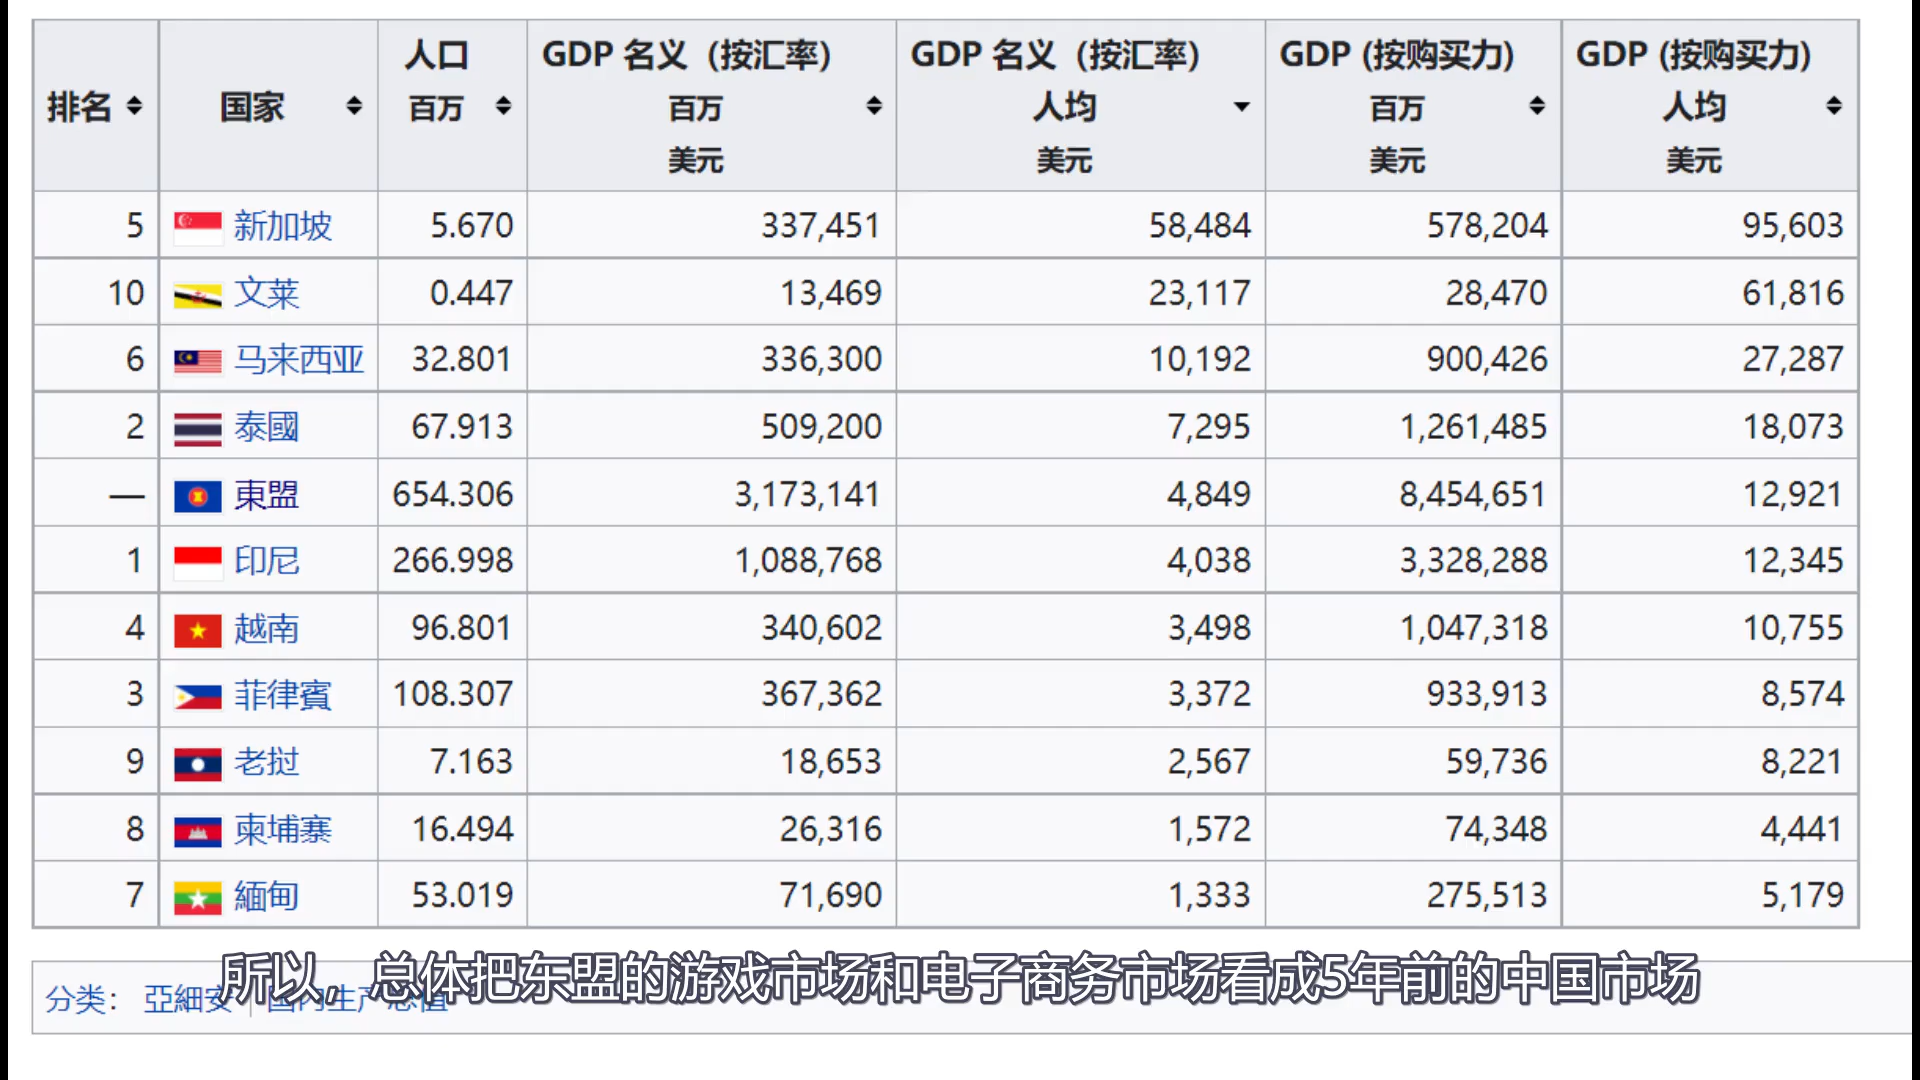 排名 国家 人口 百万 GDP 名义（按汇率） 百万 美元 GDP 名义（按汇率） 人均 美元 GDP (按购买力) 百万 美元 GDP (按购买力) 人均 美元
5 新加坡 5.670 337,451 58,484 578,204 95,603
10 文莱 0.447 13,469 23,117 28,470 61,816
6 马来西亚 32.801 336,300 10,192 900,426 27,287
2 泰國 67.913 509,200 7,295 1,261,485 18,073
— 東盟 654.306 3,173,141 4,849 8,454,651 12,921
1 印尼 266.998 1,088,768 4,038 3,328,288 12,345
4 越南 96.801 340,602 3,498 1,047,318 10,755
3 菲律賓 108.307 367,362 3,372 933,913 8,574
9 老挝 7.163 18,653 2,567 59,736 8,221
8 柬埔寨 16.494 26,316 1,572 74,348 4,441
7 緬甸 53.019 71,690 1,333 275,513 5,179
所以，总体把东盟的游戏市场和电子商务市场看成5年前的中国市场
分类： 亞細安 国内生产总值